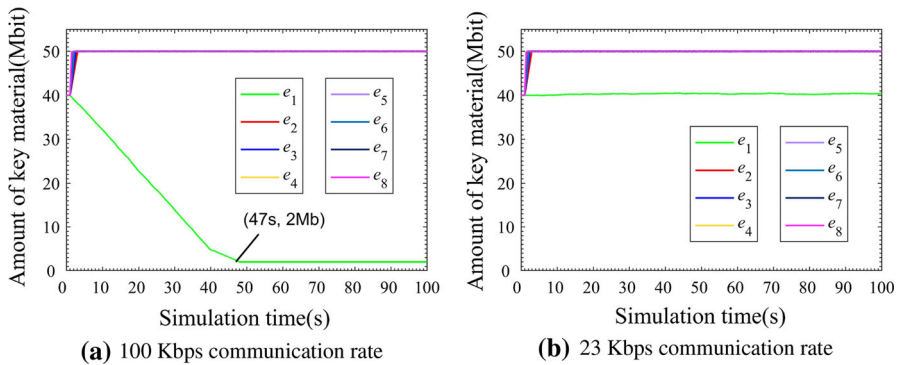 (a)
Amount of key material(Mbit)
50
40
30
20
10
0
e1 e5
e2 e6
e3 e7
e4 e8
(47s, 2Mb)
0 10 20 30 40 50 60 70 80 90 100
Simulation time(s)
(a) 100 Kbps communication rate
(b)
Amount of key material(Mbit)
50
40
30
20
10
0
e1 e5
e2 e6
e3 e7
e4 e8
0 10 20 30 40 50 60 70 80 90 100
Simulation time(s)
(b) 23 Kbps communication rate